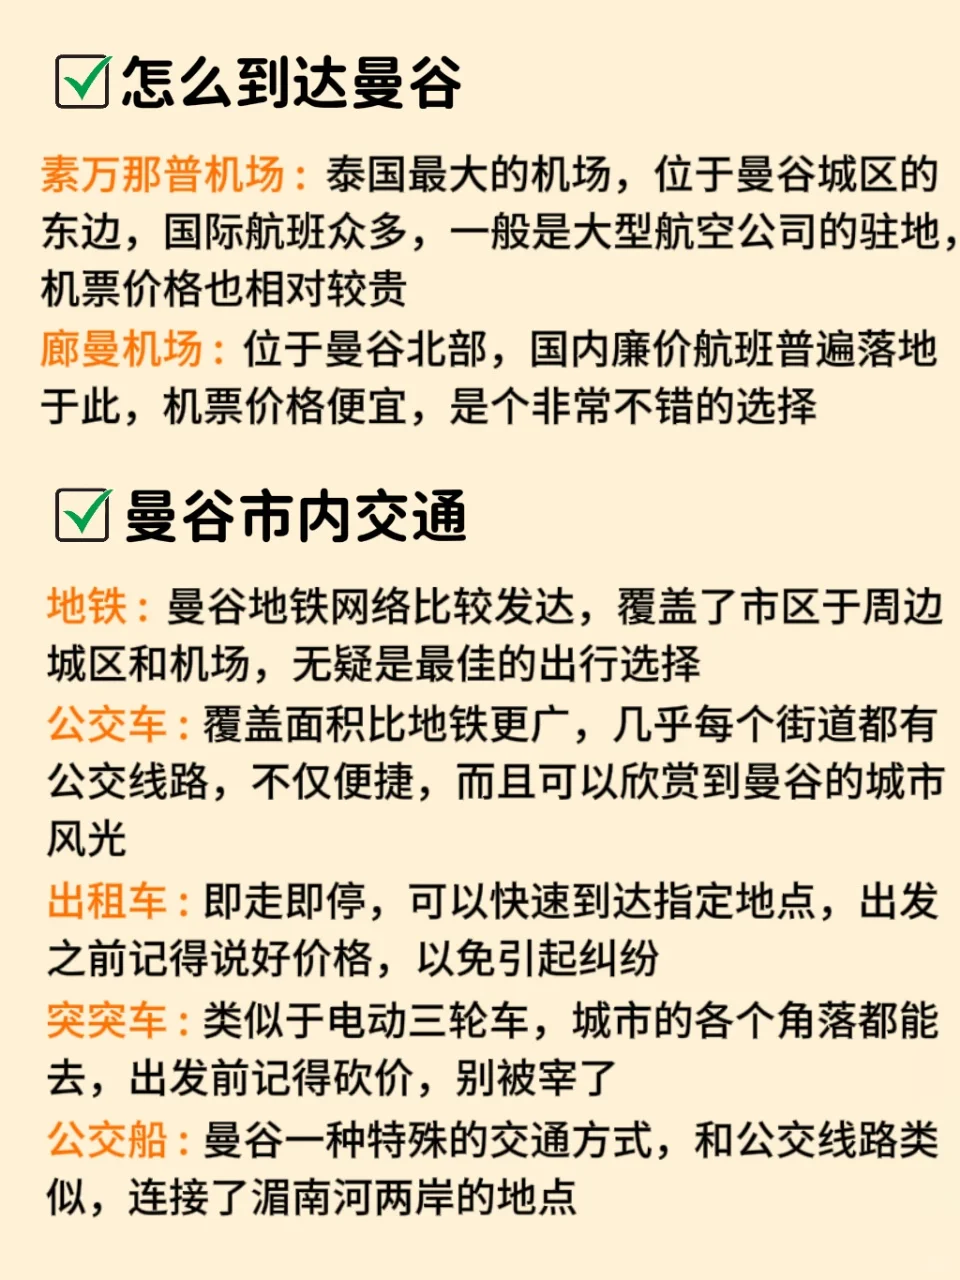 怎么到达曼谷
素万那普机场：泰国最大的机场，位于曼谷城区的
东边，国际航班众多，一般是大型航空公司的驻地，
机票价格也相对较贵
廊曼机场：位于曼谷北部，国内廉价航班普遍落地
于此，机票价格便宜，是个非常不错的选择
曼谷市内交通
地铁：曼谷地铁网络比较发达，覆盖了市区于周边
城区和机场，无疑是最佳的出行选择
公交车：覆盖面积比地铁更广，几乎每个街道都有
公交线路，不仅便捷，而且可以欣赏到曼谷的城市
风光
出租车：即走即停，可以快速到达指定地点，出发
之前记得说好价格，以免引起纠纷
突突车：类似于电动三轮车，城市的各个角落都能
去，出发前记得砍价，别被宰了
公交船：曼谷一种特殊的交通方式，和公交线路类
似，连接了湄南河两岸的地点